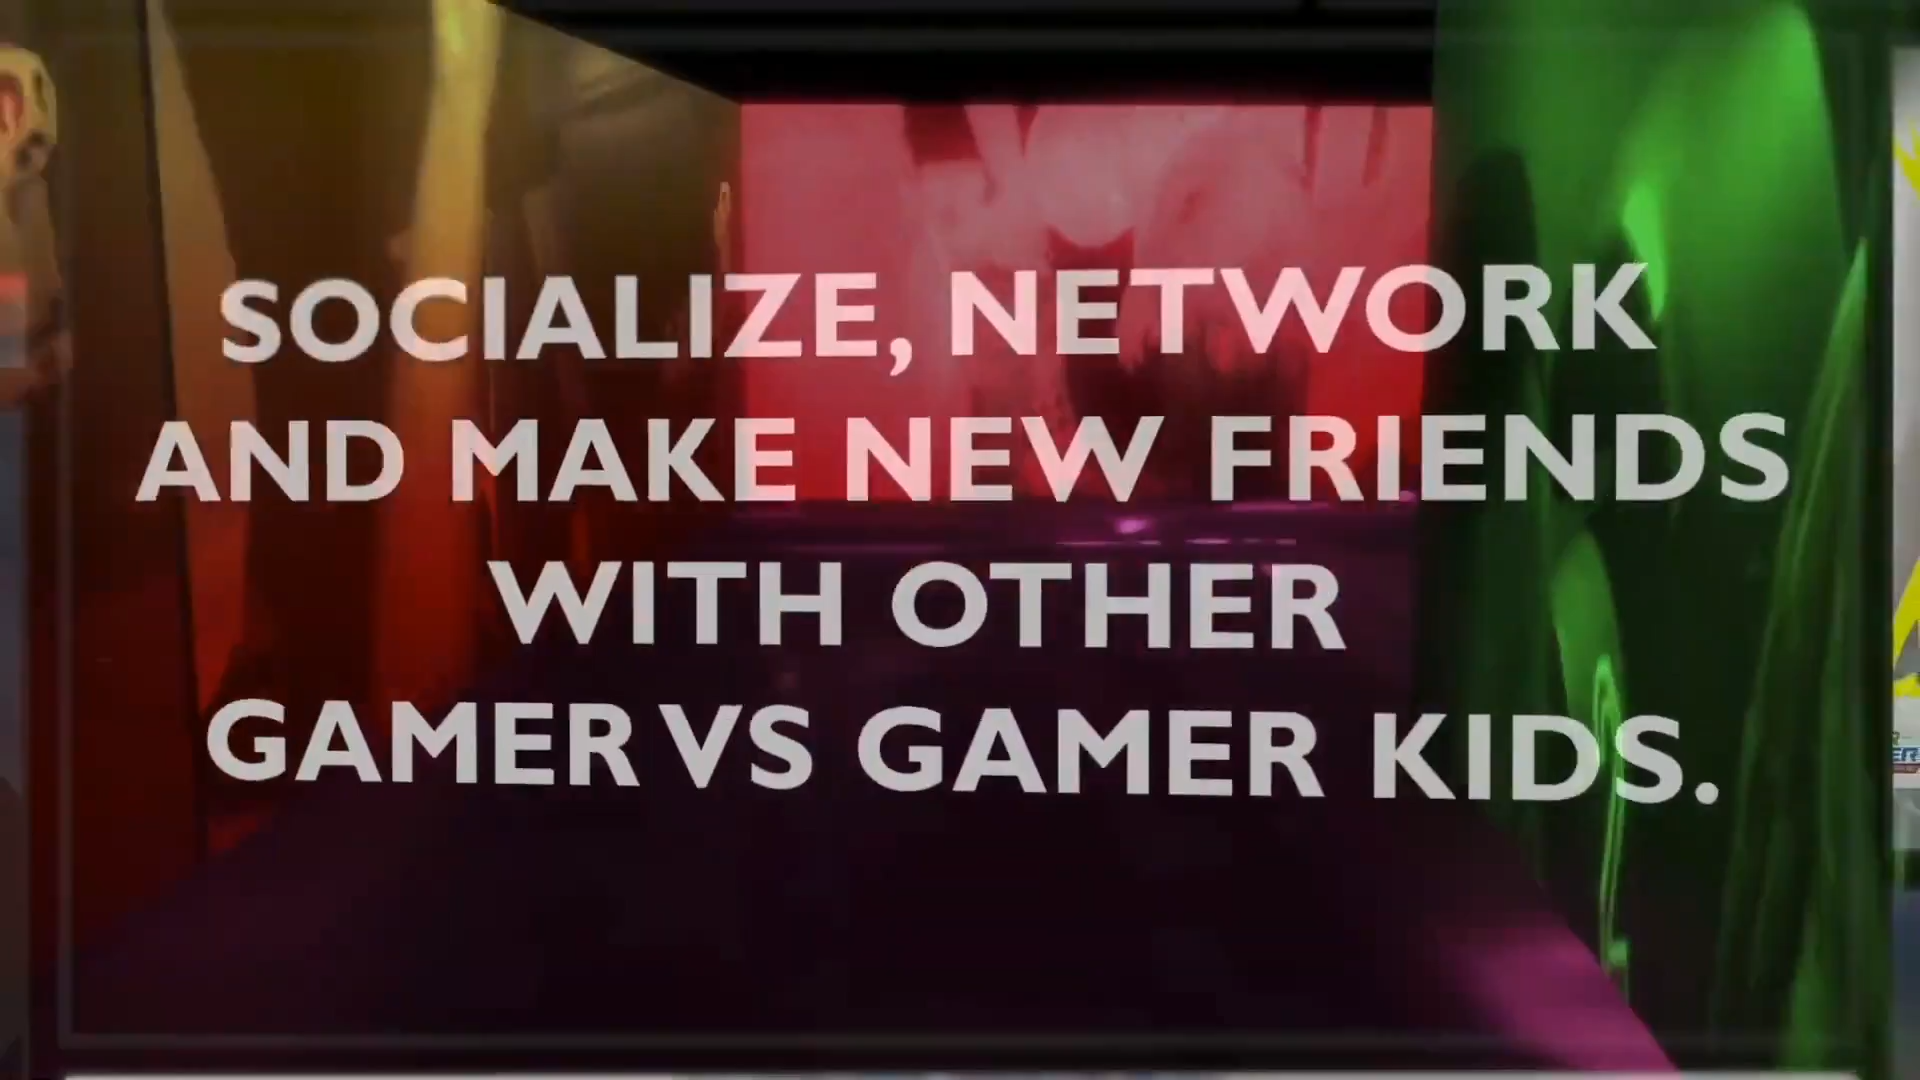 SOCIALIZE, NETWORK
AND MAKE NEW FRIENDS
WITH OTHER
GAMER VS GAMER KIDS.